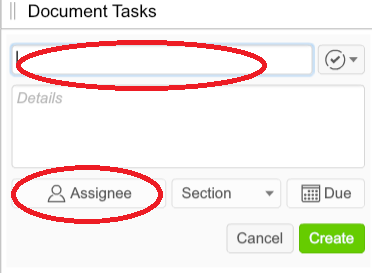 Document Tasks
Details
Assignee Section Due
Cancel Create